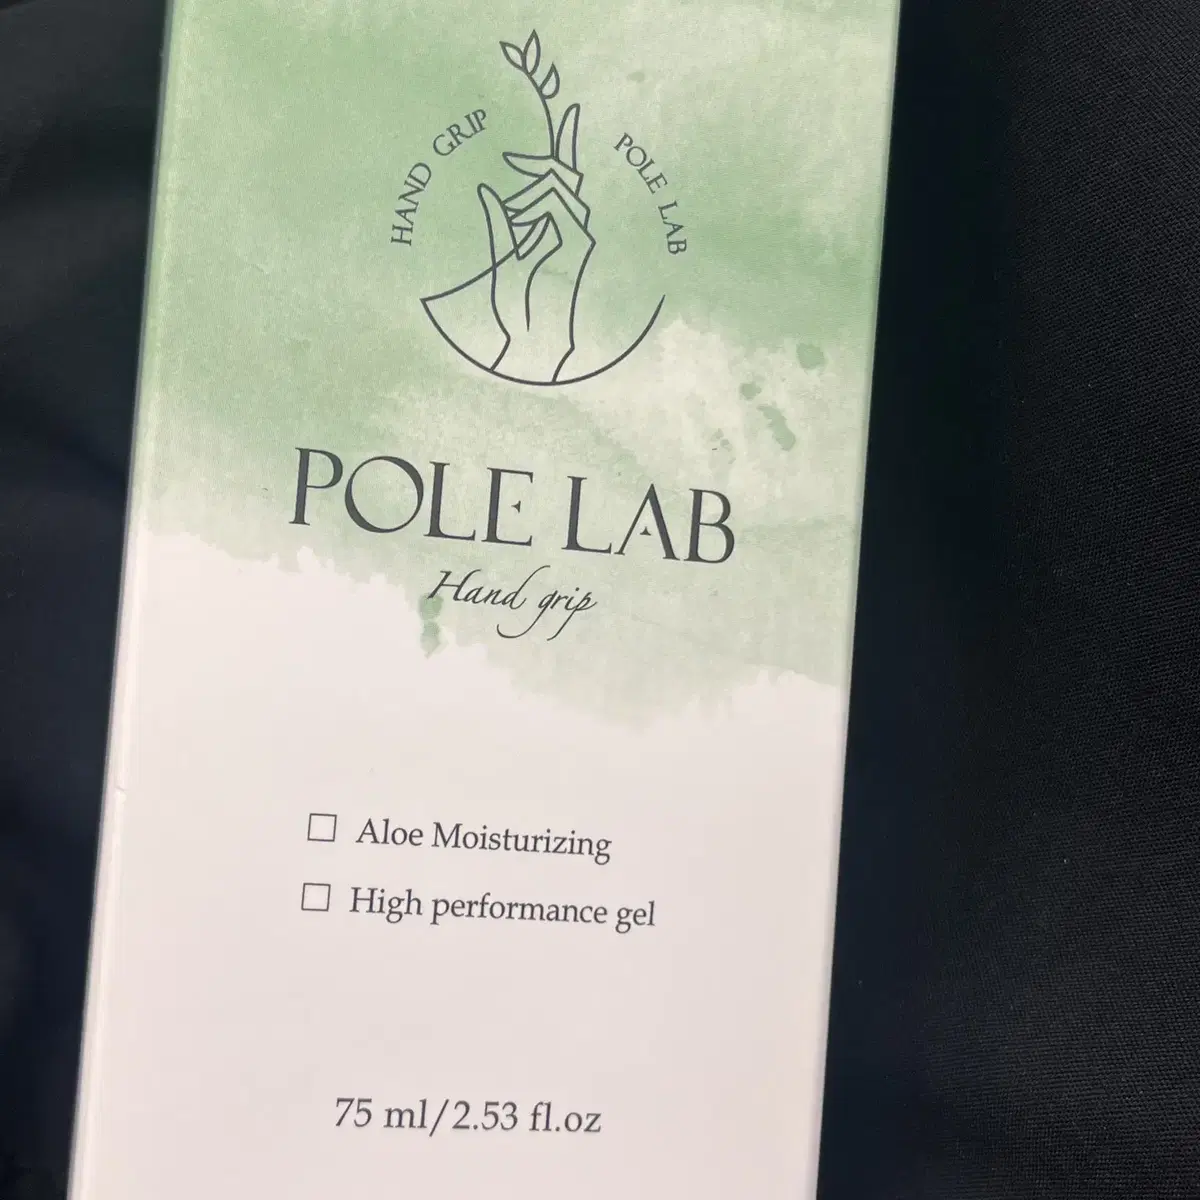 HAND GRIP
POLE LAB
POLE LAB
Hand grip
☐ Aloe Moisturizing
☐ High performance gel
75 ml/2.53 fl.oz